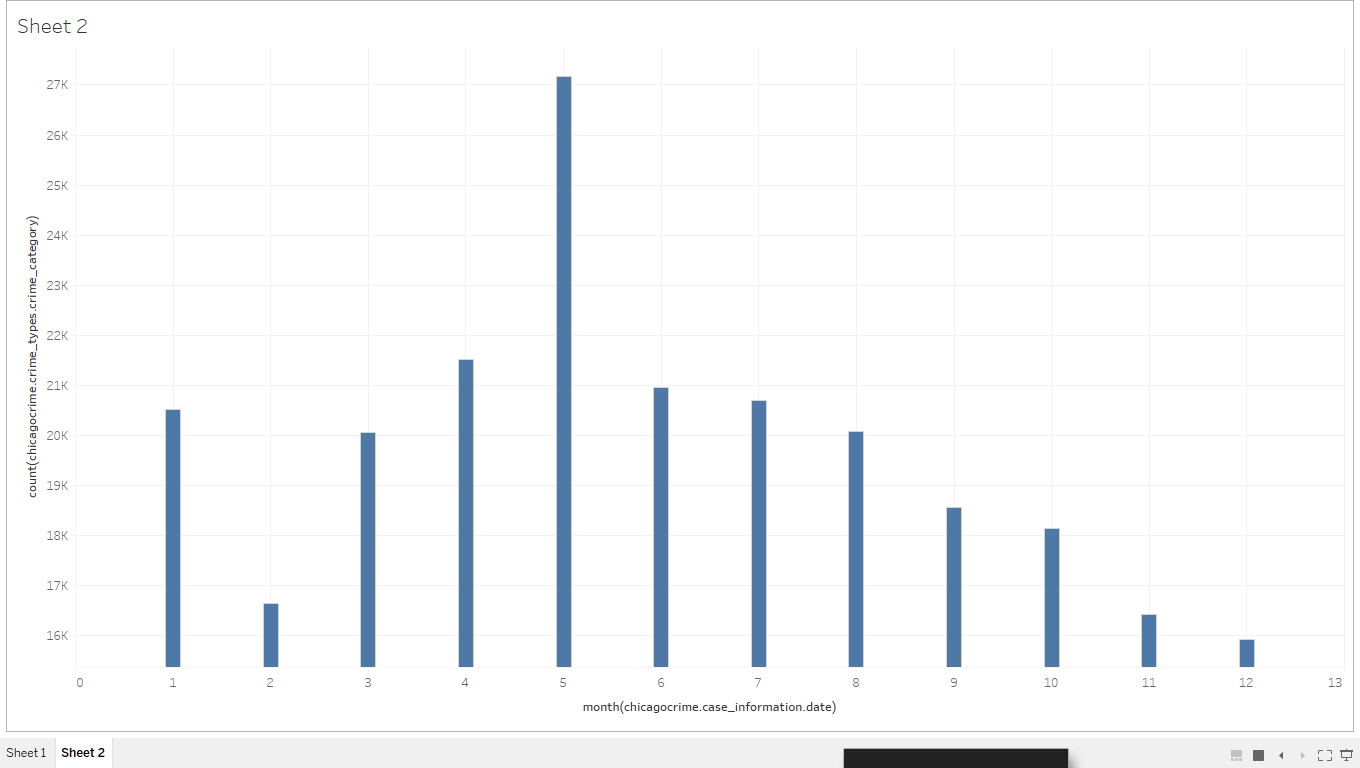 Sheet 2
27K
26K
25K
24K
23K
22K
21K
20K
19K
18K
17K
16K
count(chicagocrime.crime_types.crime_category)
0 1 2 3 4 5 6 7 8 9 10 11 12 13
month(chicagocrime.case_information.date)
Sheet 1 Sheet 2